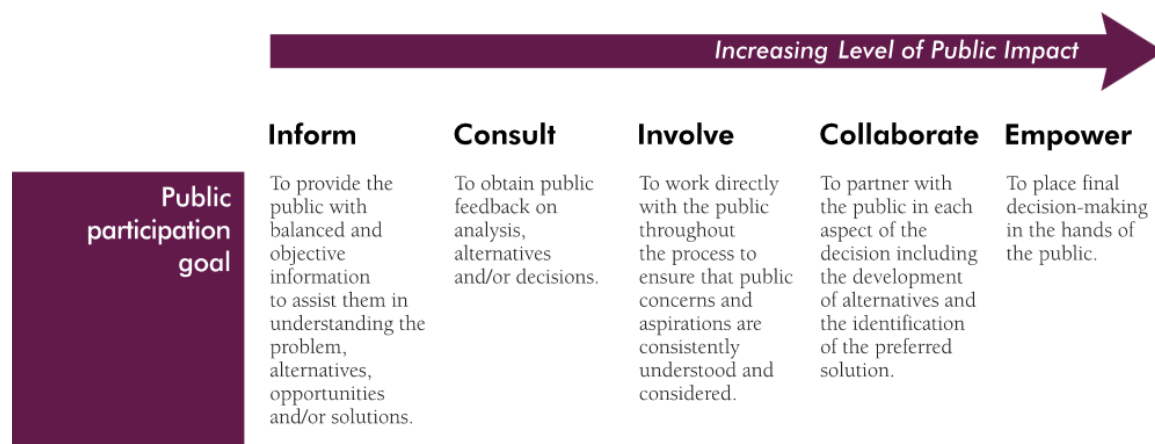 Increasing Level of Public Impact
Inform
Consult
Involve
Collaborate
Empower
Public
participation
goal
To provide the
public with
balanced and
objective
information
to assist them in
understanding the
problem,
alternatives,
opportunities
and/or solutions.
To obtain public
feedback on
analysis,
alternatives
and/or decisions.
To work directly
with the public
throughout
the process to
ensure that public
concerns and
aspirations are
consistently
understood and
considered.
To partner with
the public in each
aspect of the
decision including
the development
of alternatives and
the identification
of the preferred
solution.
To place final
decision-making
in the hands of
the public.